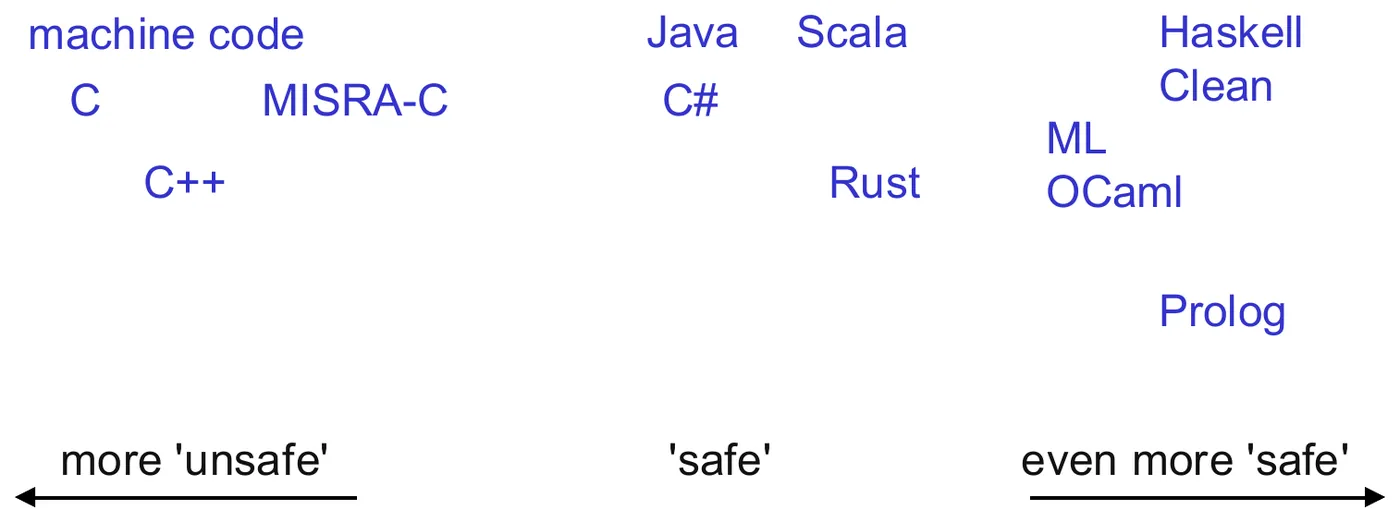 machine code
Java
Scala
Haskell
C
MISRA-C
C#
Clean
ML
C++
Rust
OCaml
Prolog
more 'unsafe'
'safe'
even more 'safe'